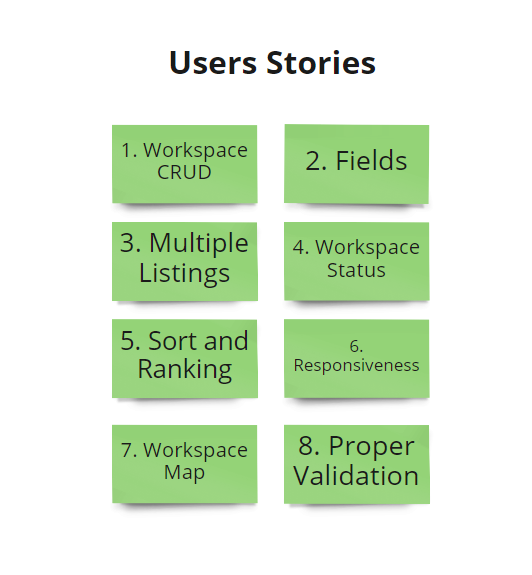 Users Stories
1. Workspace
CRUD
2. Fields
3. Multiple
Listings
4. Workspace
Status
5. Sort and
Ranking
6.
Responsiveness
7. Workspace
Map
8. Proper
Validation